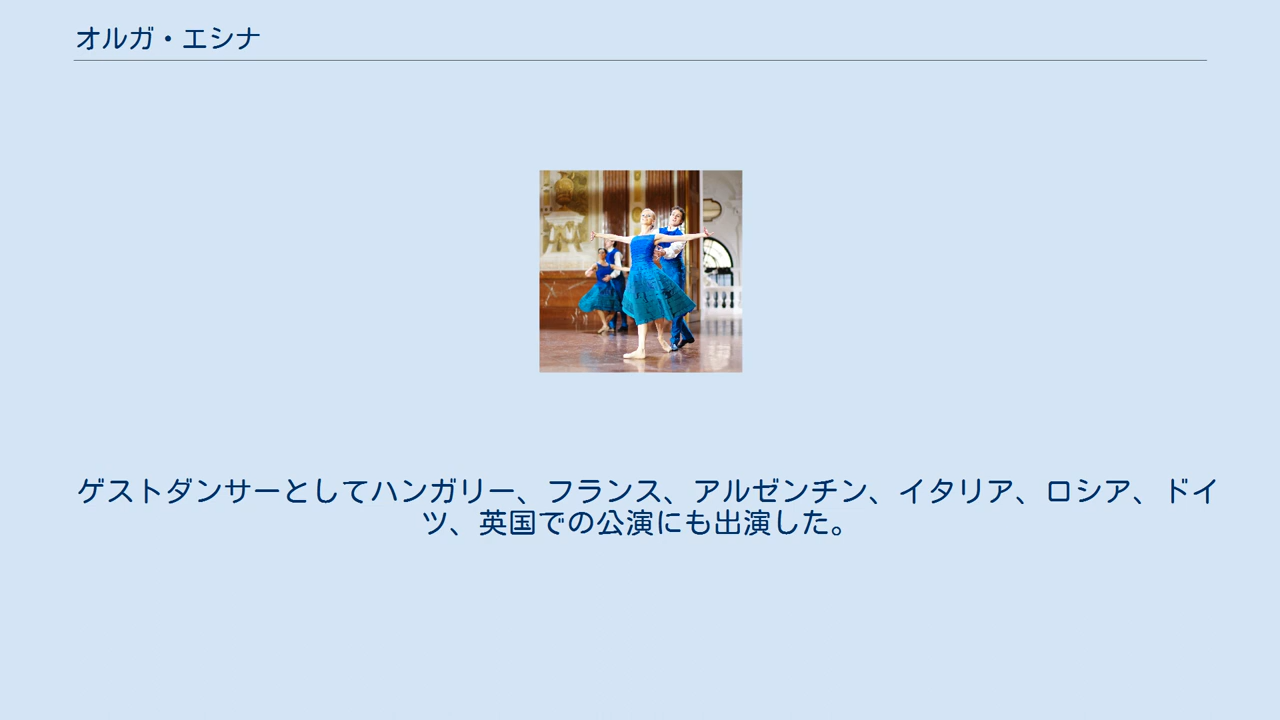 オルガ・エシナ
ゲストダンサーとしてハンガリー、フランス、アルゼンチン、イタリア、ロシア、ドイ
ツ、英国での公演にも出演した。